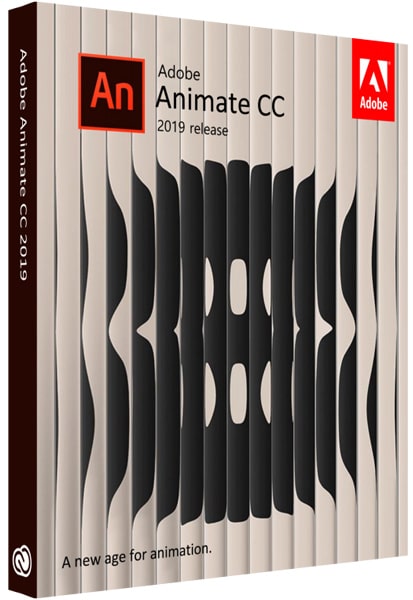 Adobe Animate CC 2019
An
Adobe
Animate CC
2019 release
Adobe
A new age for animation.